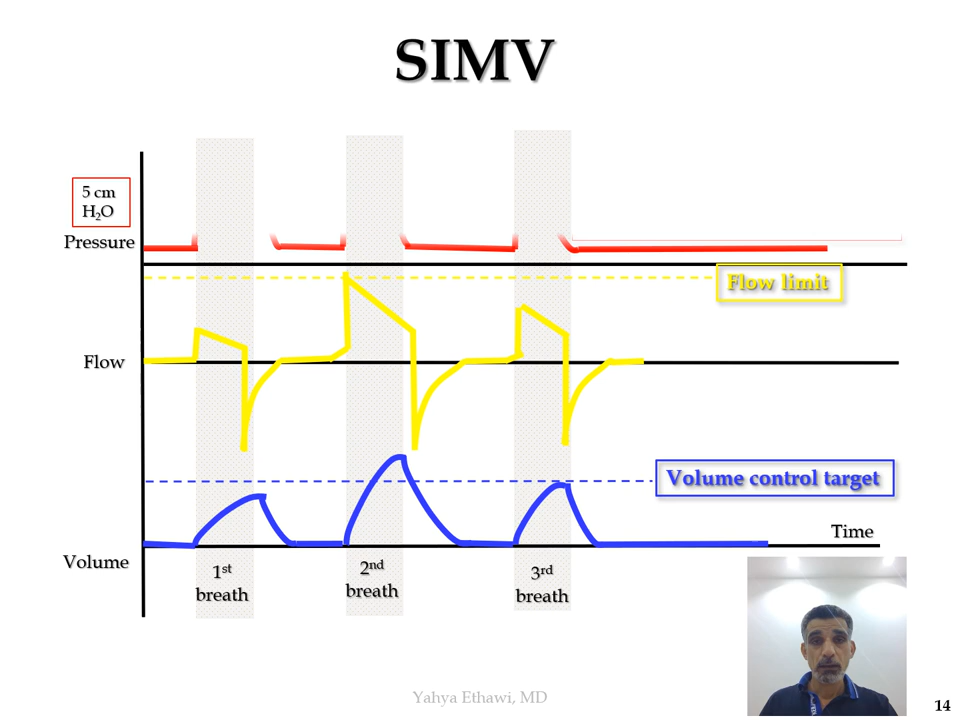 SIMV
5 cm
H₂O
Pressure
Flow limit
Flow
Volume control target
Time
Volume
1st
breath
2nd
breath
3rd
breath
Yahya Ethawi, MD
14